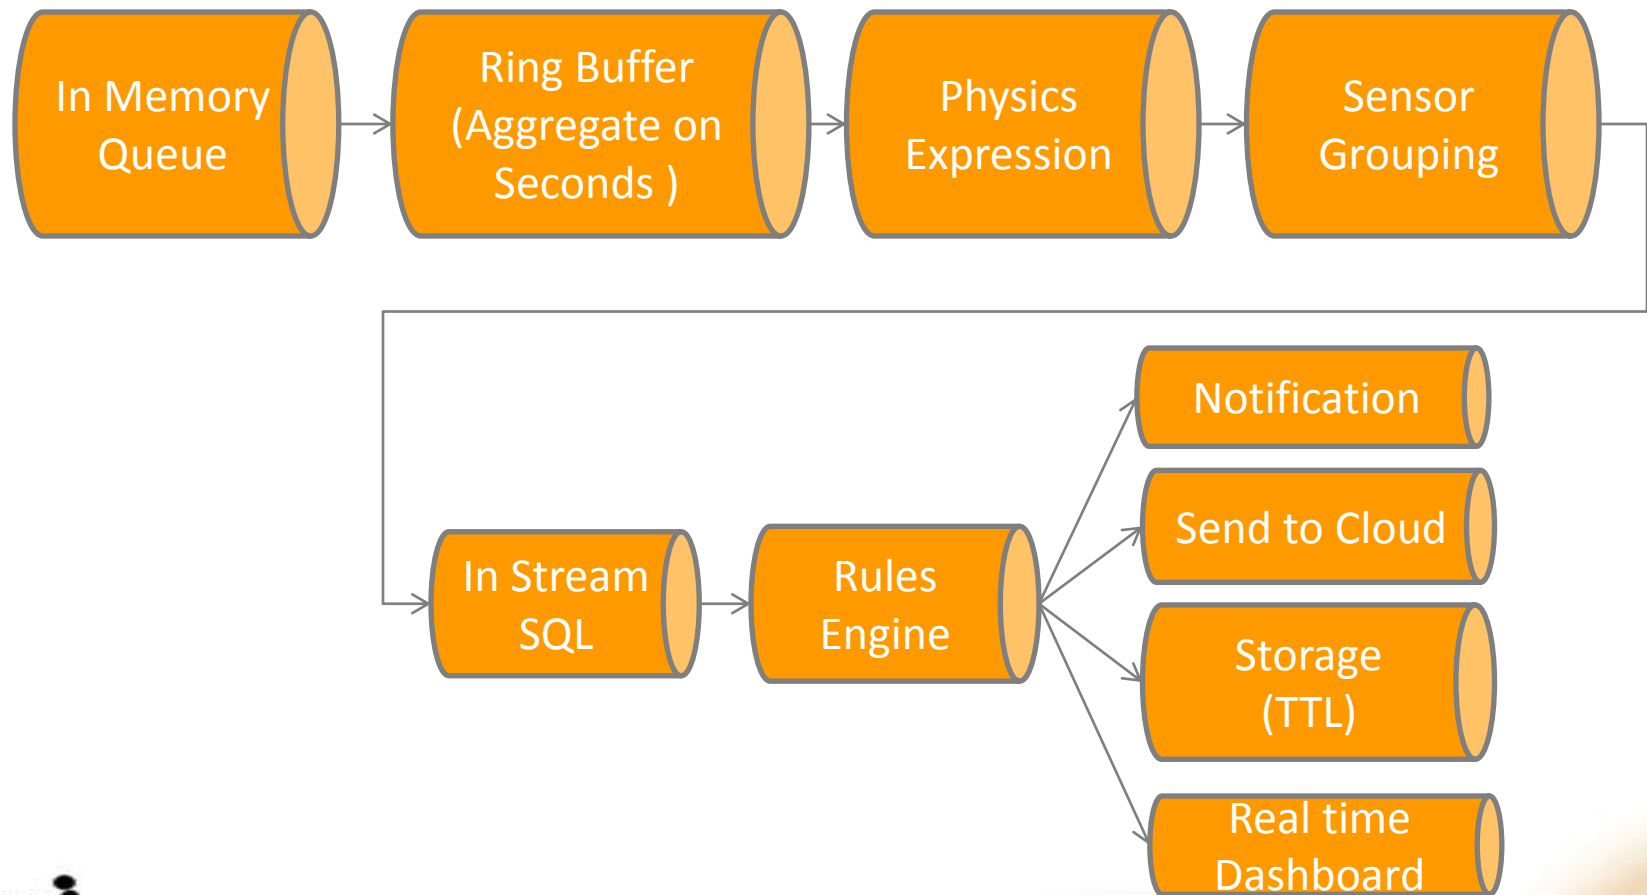 In Memory
Queue
Ring Buffer
(Aggregate on
Seconds )
Physics
Expression
Sensor
Grouping
In Stream
SQL
Rules
Engine
Notification
Send to Cloud
Storage
(TTL)
Real time
Dashboard